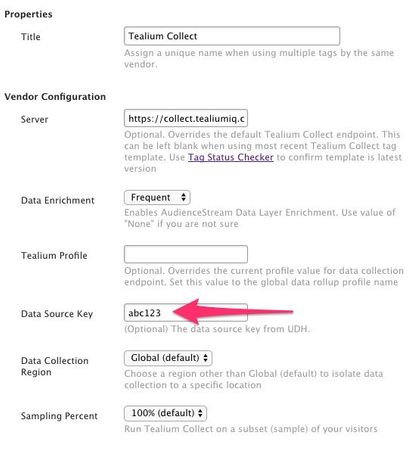 Properties
Title
Tealium Collect
Assign a unique name when using multiple tags by the same
vendor.
Vendor Configuration
Server
https://collect.tealiumiq.c
Optional. Overrides the default Tealium Collect endpoint. This
can be left blank when using most recent Tealium Collect tag
template. Use Tag Status Checker to confirm template is latest
version
Data Enrichment
Frequent
Enables AudienceStream Data Layer Enrichment. Use value of
"None" if you are not sure
Tealium Profile
Optional. Overrides the current profile value for data collection
endpoint. Set this value to the global data rollup profile name
Data Source Key
abc123
(Optional) The data source key from UDH.
Data Collection
Region
Global (default)
Choose a region other than Global (default) to isolate data
collection to a specific location
Sampling Percent
100% (default)
Run Tealium Collect on a subset (sample) of your visitors